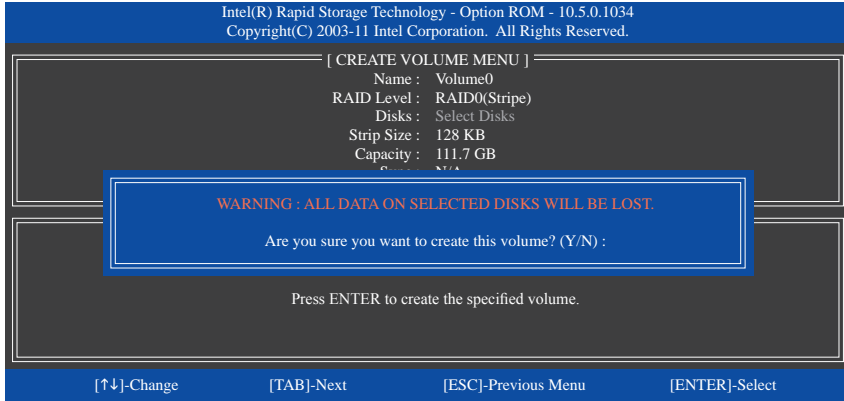 Intel(R) Rapid Storage Technology - Option ROM - 10.5.0.1034
Copyright(C) 2003-11 Intel Corporation. All Rights Reserved.
[ CREATE VOLUME MENU ]
Name : Volume0
RAID Level : RAID0(Stripe)
Disks : Select Disks
Strip Size : 128 KB
Capacity : 111.7 GB
WARNING : ALL DATA ON SELECTED DISKS WILL BE LOST.
Are you sure you want to create this volume? (Y/N) :
Press ENTER to create the specified volume.
[↑↓]-Change [TAB]-Next [ESC]-Previous Menu [ENTER]-Select